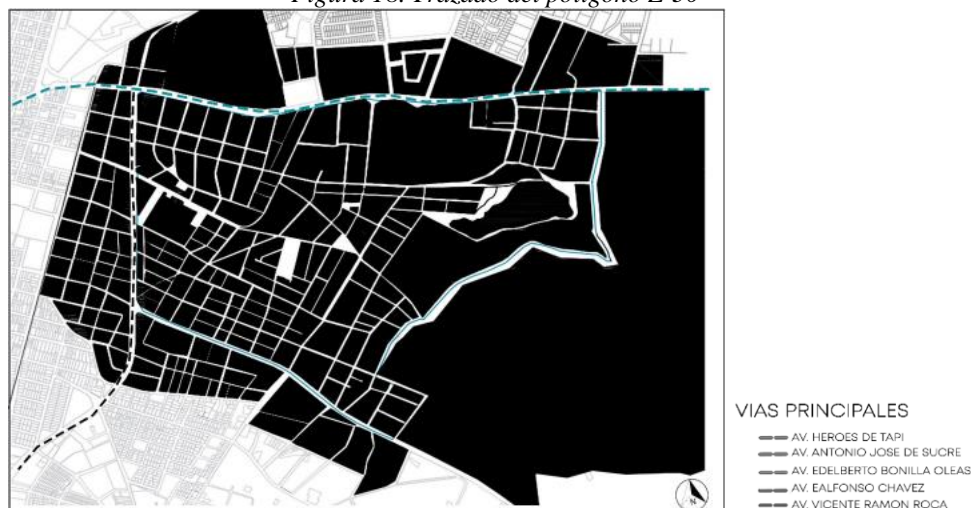 Figura 18. Trazado del polígono Z-30
VIAS PRINCIPALES
AV. HEROES DE TAPI
AV. ANTONIO JOSE DE SUCRE
AV. EDELBERTO BONILLA OLEAS
AV. EALFONSO CHAVEZ
AV. VICENTE RAMON ROCA
N